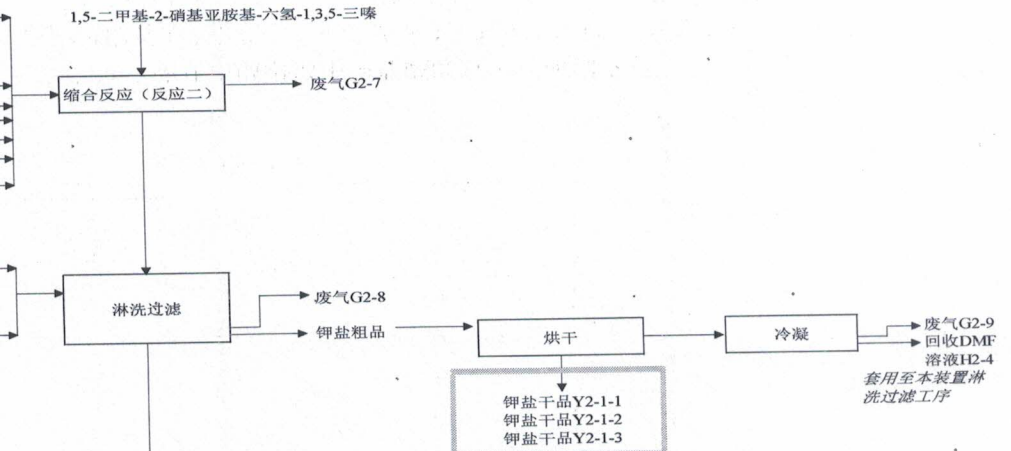 1,5-二甲基-2-硝基亚胺基-六氢-1,3,5-三嗪
缩合反应（反应二）
废气G2-7
淋洗过滤
废气G2-8
钾盐粗品
烘干
冷凝
废气G2-9
回收DMF
溶液H2-4
套用至本装置淋
洗过滤工序
钾盐干品Y2-1-1
钾盐干品Y2-1-2
钾盐干品Y2-1-3